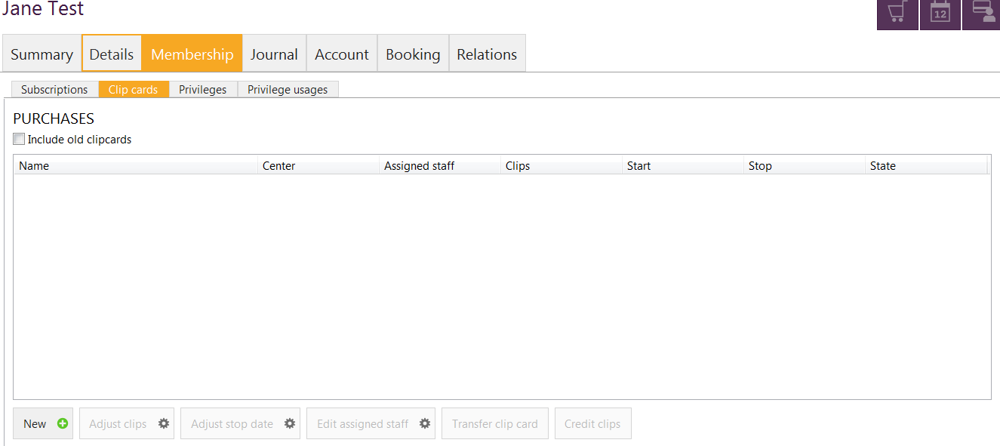 Jane Test
12
Summary Details Membership Journal Account Booking Relations
Subscriptions Clip cards Privileges Privilege usages
PURCHASES
Include old clipcards
Name Center Assigned staff Clips Start Stop State
New Adjust clips Adjust stop date Edit assigned staff Transfer clip card Credit clips